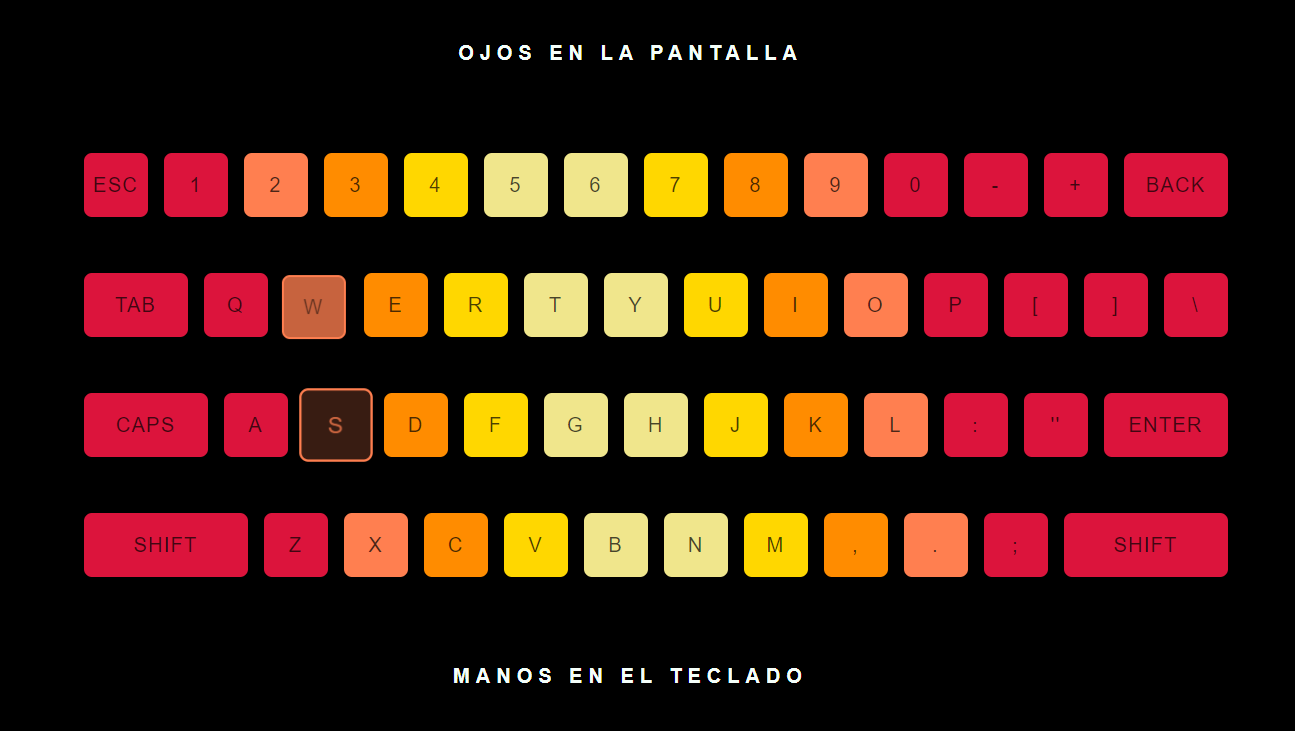 OJOS EN LA PANTALLA
ESC 1 2 3 4 5 6 7 8 9 0 - + BACK
TAB Q W E R T Y U I O P [ ] \
CAPS A S D F G H J K L : " ENTER
SHIFT Z X C V B N M , . ; SHIFT
MANOS EN EL TECLADO